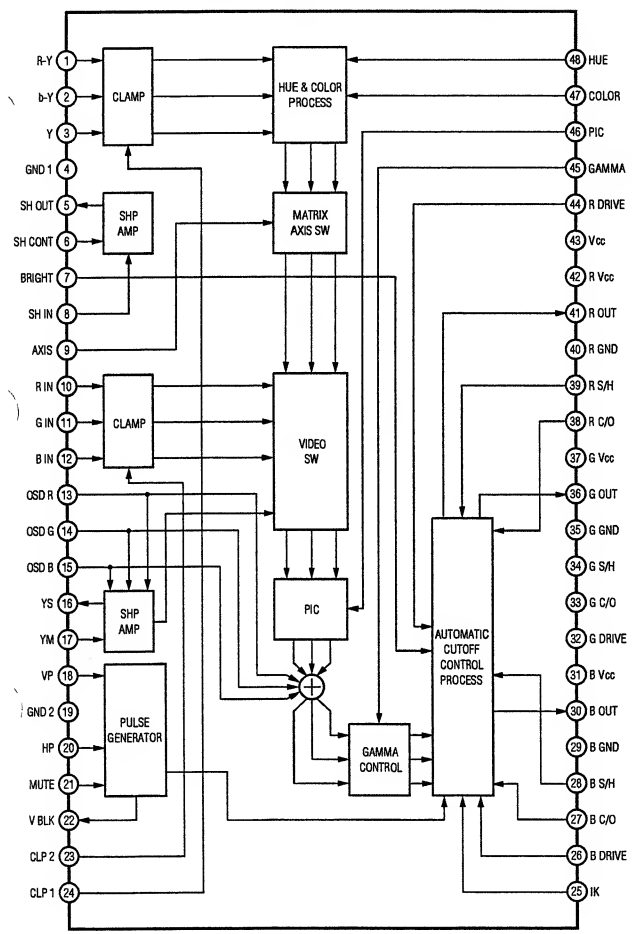 R-Y 1
b-Y 2
Y 3
GND 1 4
SH OUT 5
SH CONT 6
BRIGHT 7
SH IN 8
AXIS 9
R IN 10
G IN 11
B IN 12
OSD R 13
OSD G 14
OSD B 15
YS 16
YM 17
VP 18
GND 2 19
HP 20
MUTE 21
V BLK 22
CLP 2 23
CLP 1 24
CLAMP
SHP
AMP
CLAMP
SHP
AMP
PULSE
GENERATOR
HUE & COLOR
PROCESS
MATRIX
AXIS SW
VIDEO
SW
PIC
GAMMA
CONTROL
AUTOMATIC
CUTOFF
CONTROL
PROCESS
48 HUE
47 COLOR
46 PIC
45 GAMMA
44 R DRIVE
43 Vcc
42 R Vcc
41 R OUT
40 R GND
39 R S/H
38 R C/O
37 G Vcc
36 G OUT
35 G GND
34 G S/H
33 G C/O
32 G DRIVE
31 B Vcc
30 B OUT
29 B GND
28 B S/H
27 B C/O
26 B DRIVE
25 IK